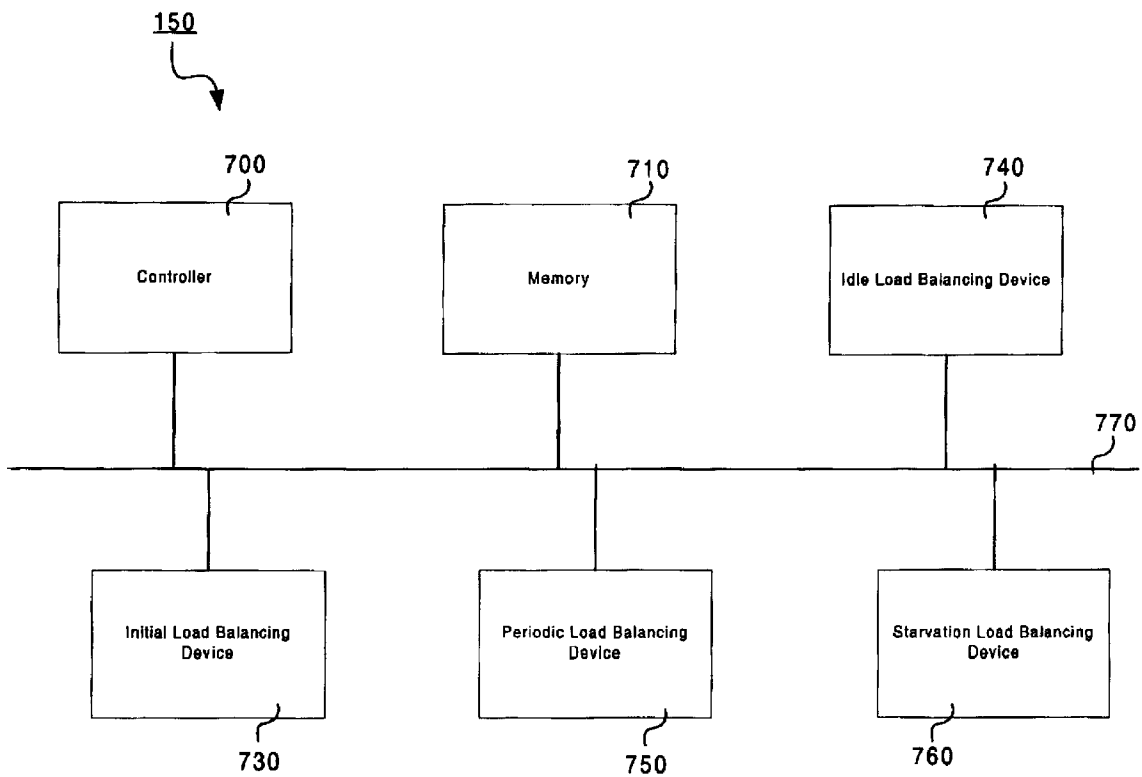 150
700
710
740
Controller
Memory
Idle Load Balancing Device
770
Initial Load Balancing
Device
Periodic Load Balancing
Device
Starvation Load Balancing
Device
730
750
760